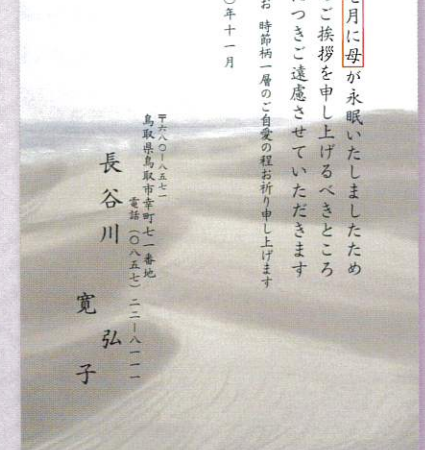 月に母が永眠いたしましたため
ご挨拶を申し上げるべきところ
つきご遠慮させていただきます
お 時節柄一層のご自愛の程お祈り申し上げます
〇年十一月
〒六八〇―八五七一
鳥取県鳥取市幸町七一番地
電話（〇八五七）二二―八一一一
長谷川 弘
寛子